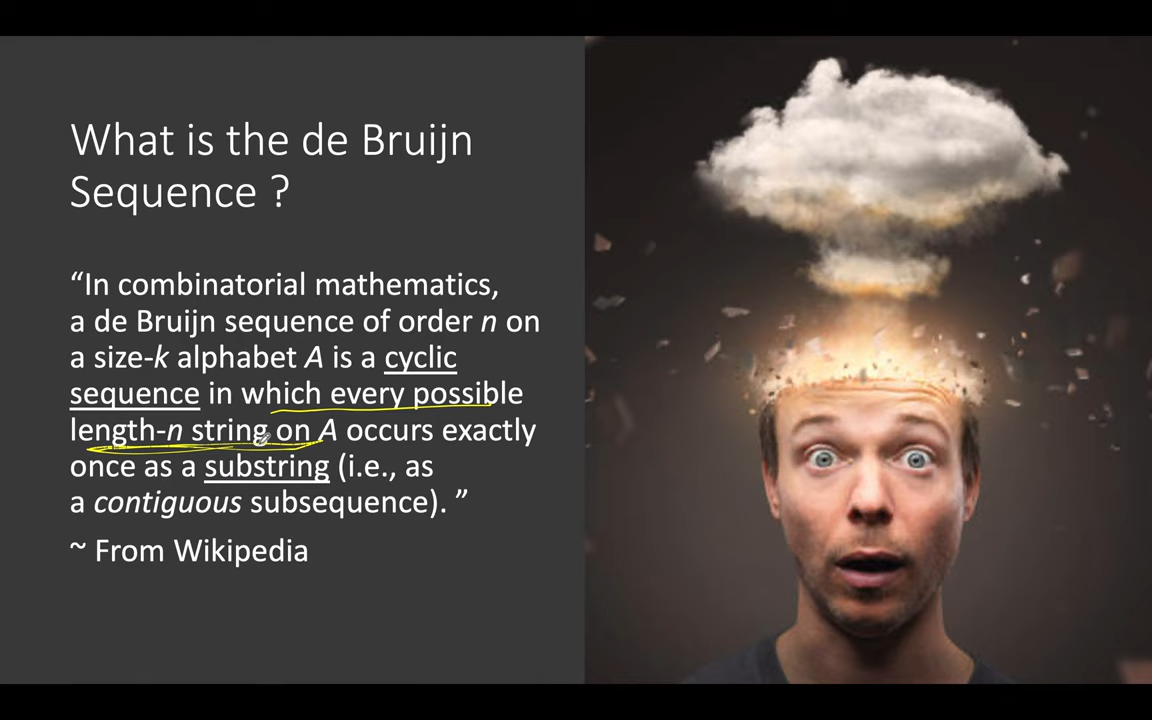 What is the de Bruijn
Sequence ?
“In combinatorial mathematics,
a de Bruijn sequence of order n on
a size-k alphabet A is a cyclic
sequence in which every possible
length-n string on A occurs exactly
once as a substring (i.e., as
a contiguous subsequence). ”
~ From Wikipedia